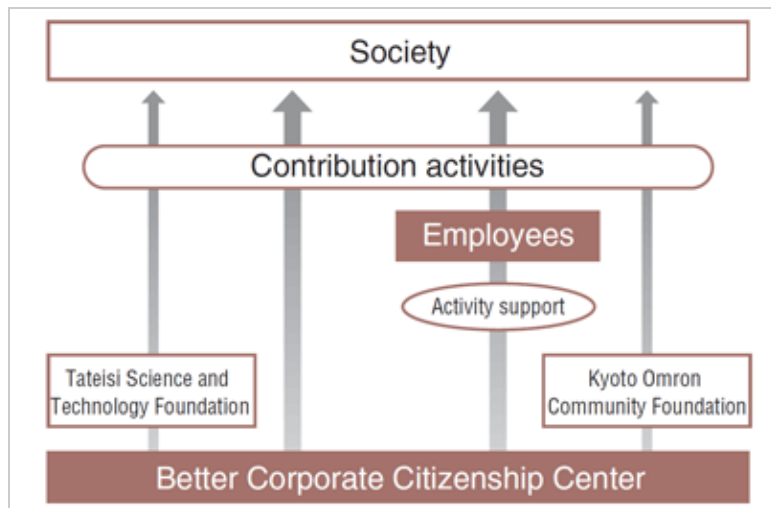 Society
Contribution activities
Employees
Activity support
Tateisi Science and
Technology Foundation
Kyoto Omron
Community Foundation
Better Corporate Citizenship Center